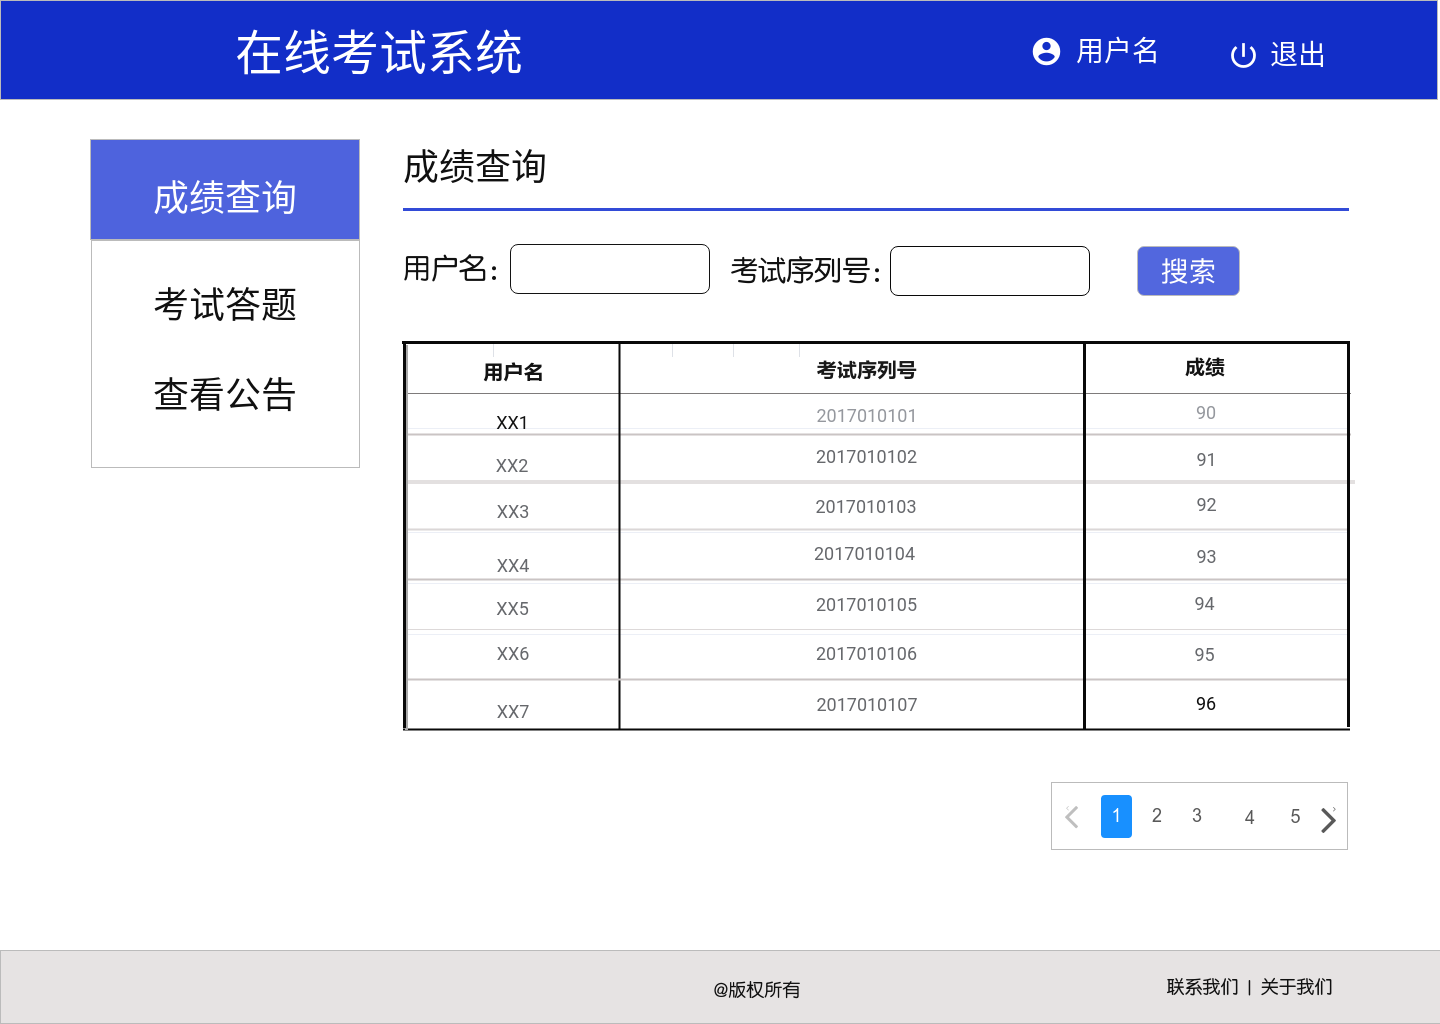 在线考试系统
用户名
退出
成绩查询
考试答题
查看公告
成绩查询
用户名：
考试序列号：
搜索
用户名 考试序列号 成绩
XX1 2017010101 90
XX2 2017010102 91
XX3 2017010103 92
XX4 2017010104 93
XX5 2017010105 94
XX6 2017010106 95
XX7 2017010107 96
1 2 3 4 5
@版权所有
联系我们 | 关于我们